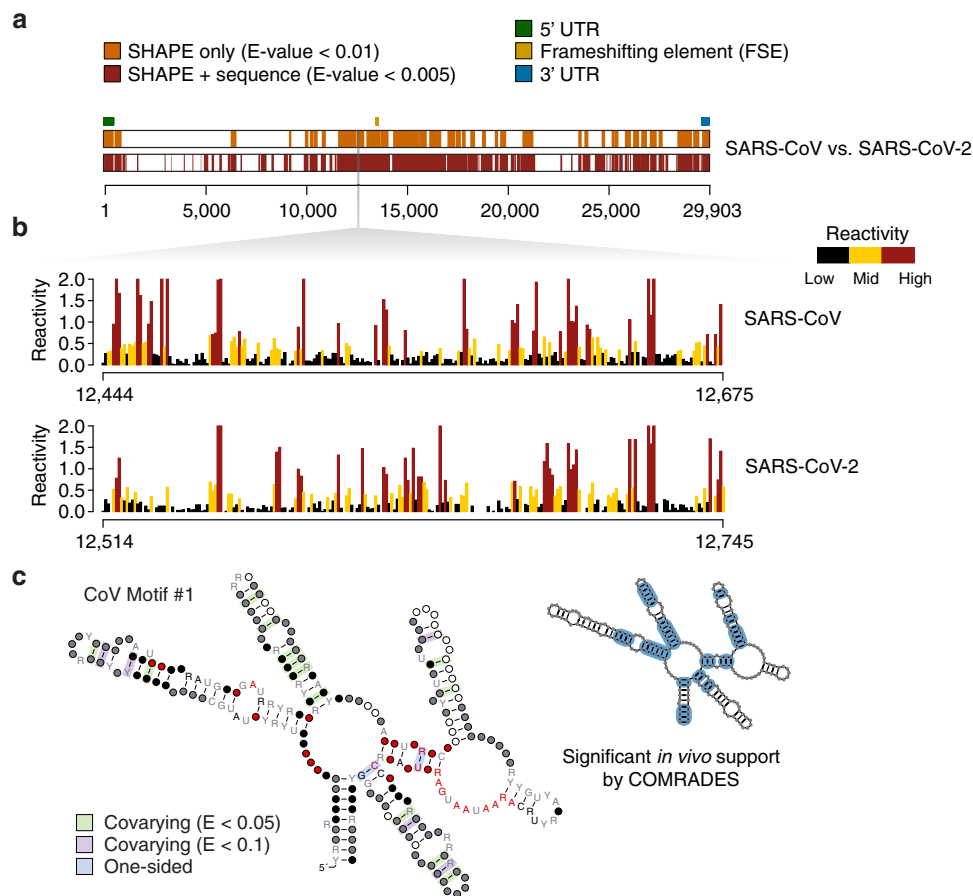 a
SHAPE only (E-value < 0.01)
SHAPE + sequence (E-value < 0.005)
5' UTR
Frameshifting element (FSE)
3' UTR
SARS-CoV vs. SARS-CoV-2
1 5,000 10,000 15,000 20,000 25,000 29,903
b
Reactivity
Low Mid High
Reactivity
2.0
1.5
1.0
0.5
0.0
SARS-CoV
12,444 12,675
Reactivity
2.0
1.5
1.0
0.5
0.0
SARS-CoV-2
12,514 12,745
c
CoV Motif #1
Significant in vivo support
by COMRADES
Covarying (E < 0.05)
Covarying (E < 0.1)
One-sided
5´